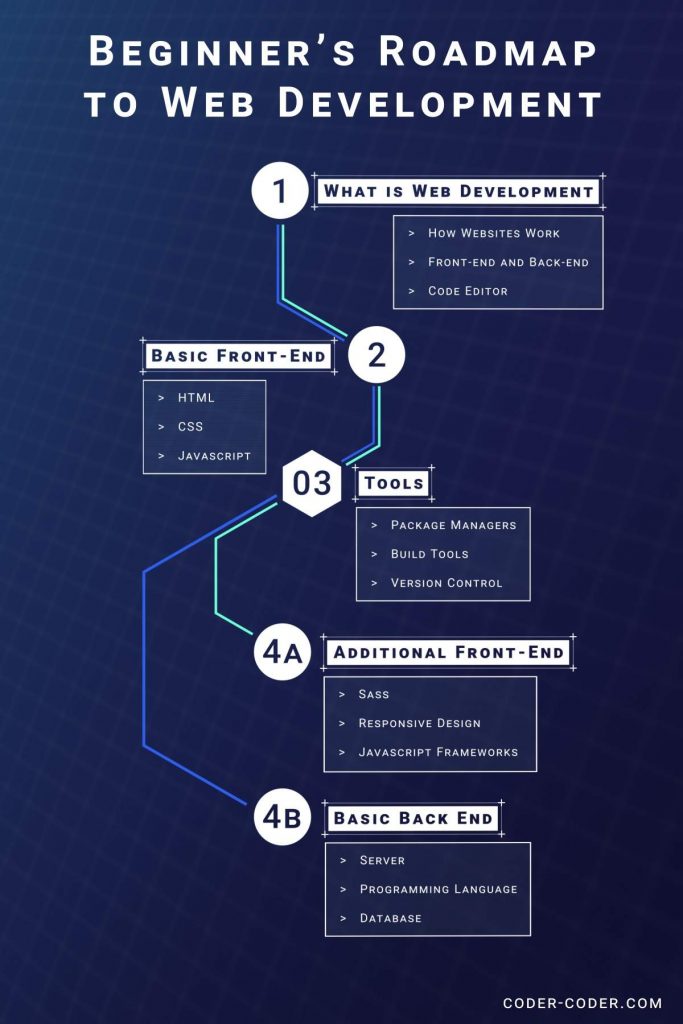 Beginner's Roadmap
to Web Development
1
What is Web Development
> How Websites Work
> Front-end and Back-end
> Code Editor
2
Basic Front-End
> HTML
> CSS
> Javascript
03
Tools
> Package Managers
> Build Tools
> Version Control
4A
Additional Front-End
> Sass
> Responsive Design
> Javascript Frameworks
4B
Basic Back End
> Server
> Programming Language
> Database
coder-coder.com